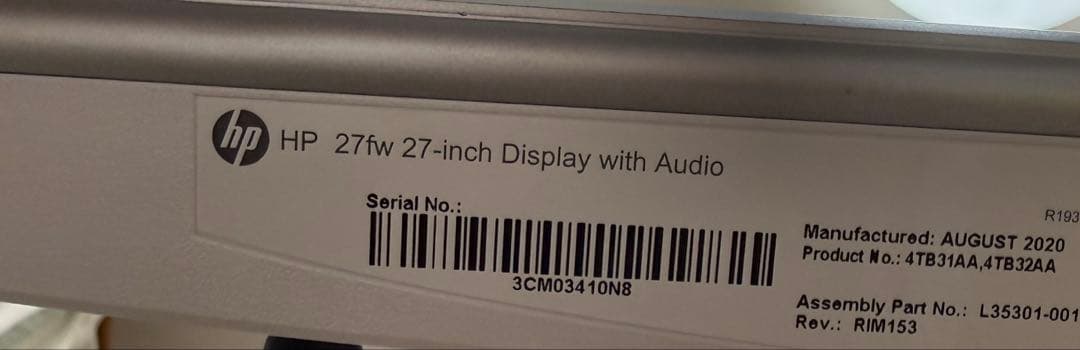 hp HP 27fw 27-inch Display with Audio
Serial No.:
3CM03410N8
R193
Manufactured: AUGUST 2020
Product No.: 4TB31AA,4TB32AA
Assembly Part No.: L35301-001
Rev.: RIM153